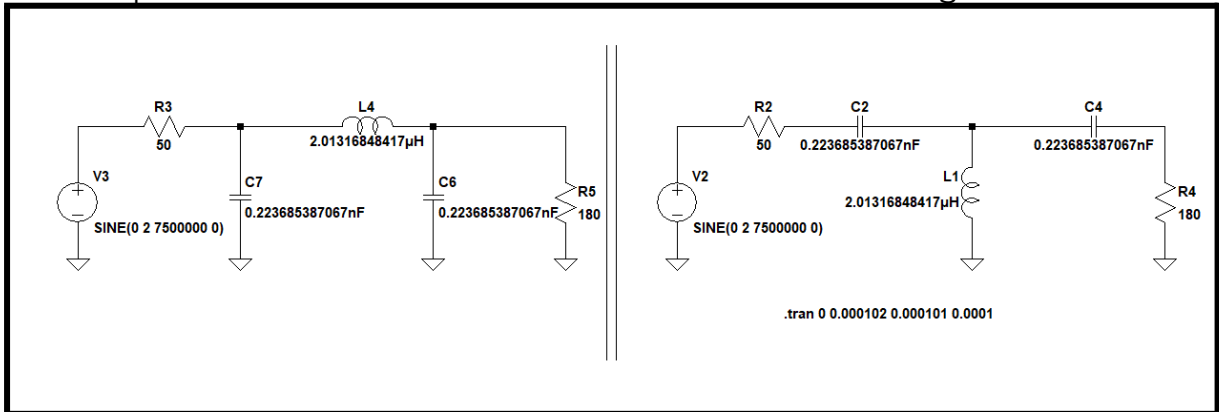 R3
50
L4
2.01316848417µH
V3
SINE(0 2 7500000 0)
C7
0.223685387067nF
C6
0.223685387067nF
R5
180
R2
50
C2
0.223685387067nF
C4
0.223685387067nF
V2
SINE(0 2 7500000 0)
L1
2.01316848417µH
R4
180
.tran 0 0.000102 0.000101 0.0001